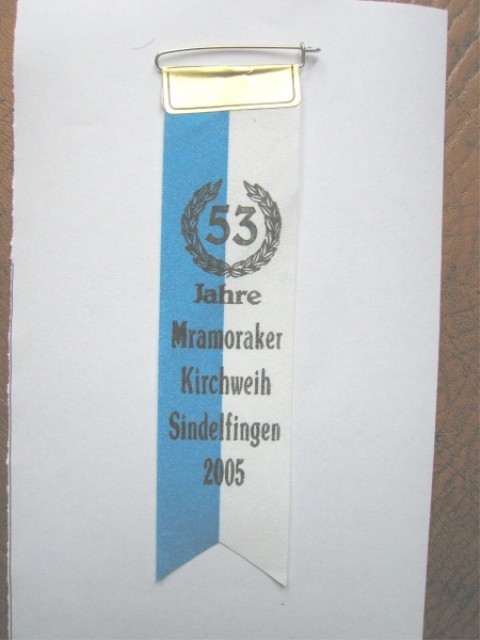 53
Jahre
Mramoraker
Kirchweih
Sindelfingen
2005